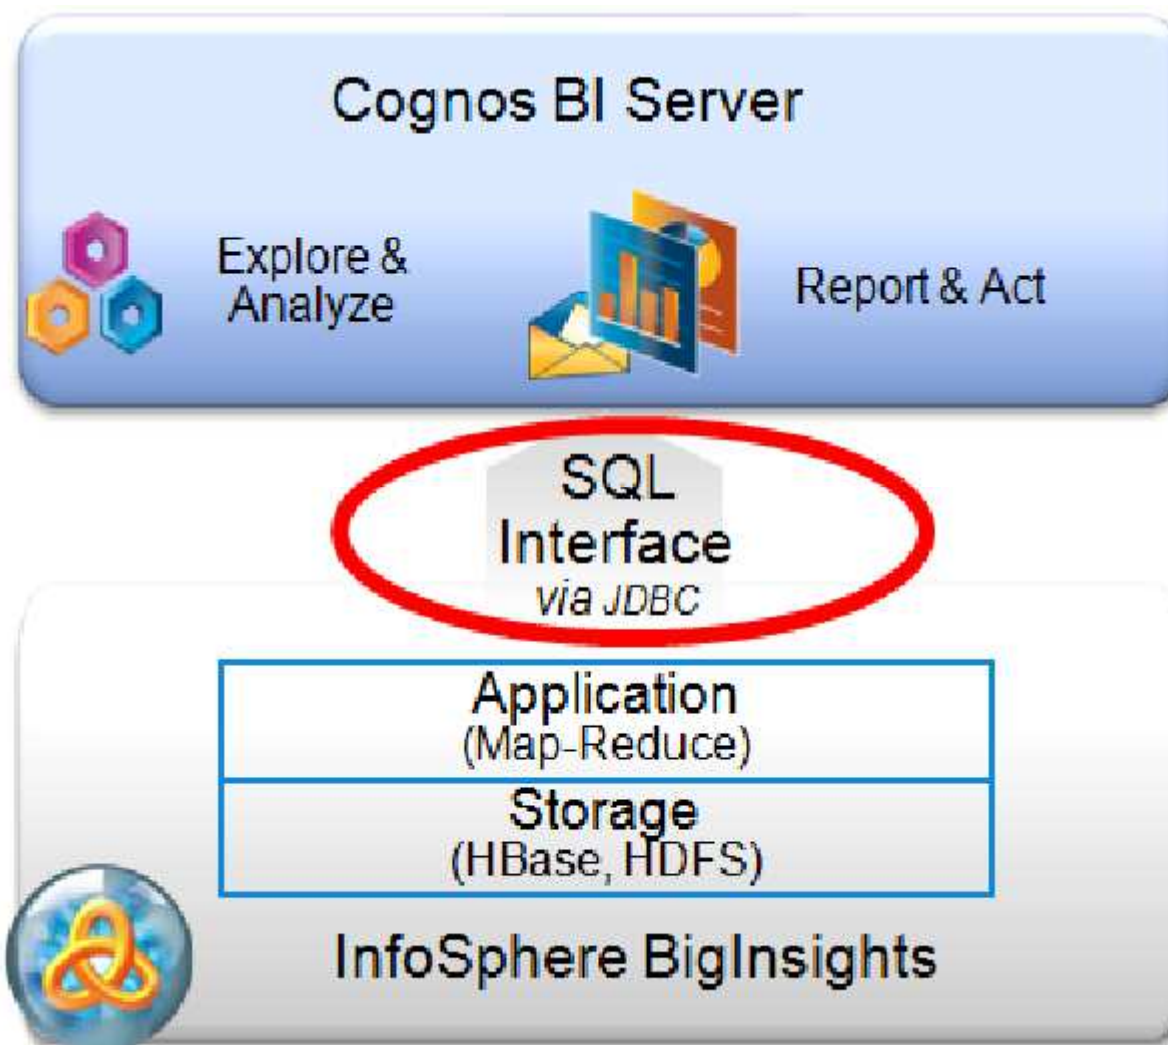 Cognos BI Server
Explore &
Analyze
Report & Act
SQL
Interface
via JDBC
Application
(Map-Reduce)
Storage
(HBase, HDFS)
InfoSphere BigInsights